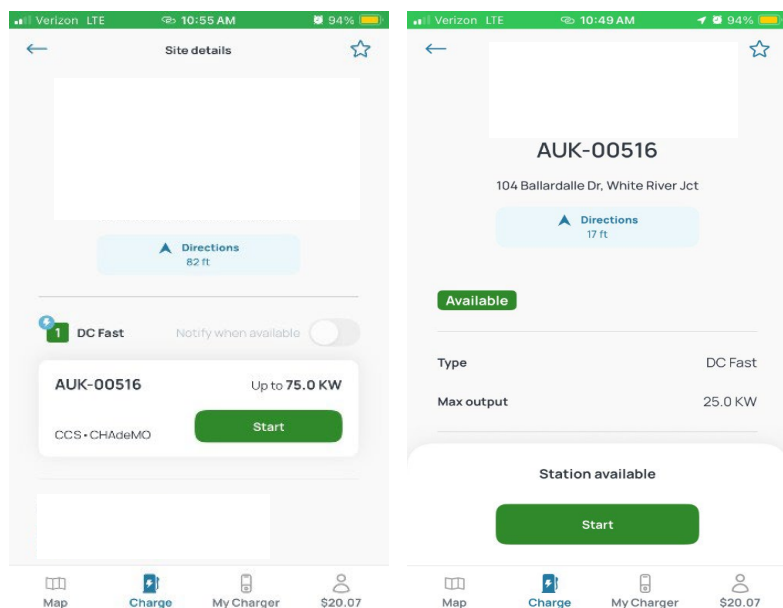 Verizon LTE 10:55 AM 94%
Site details
Directions
82 ft
1 DC Fast Notify when available
AUK-00516 Up to 75.0 KW
CCS • CHAdeMO Start
Map Charge My Charger $20.07
Verizon LTE 10:49 AM 94%
AUK-00516
104 Ballardalle Dr, White River Jct
Directions
17 ft
Available
Type DC Fast
Max output 25.0 KW
Station available
Start
Map Charge My Charger $20.07